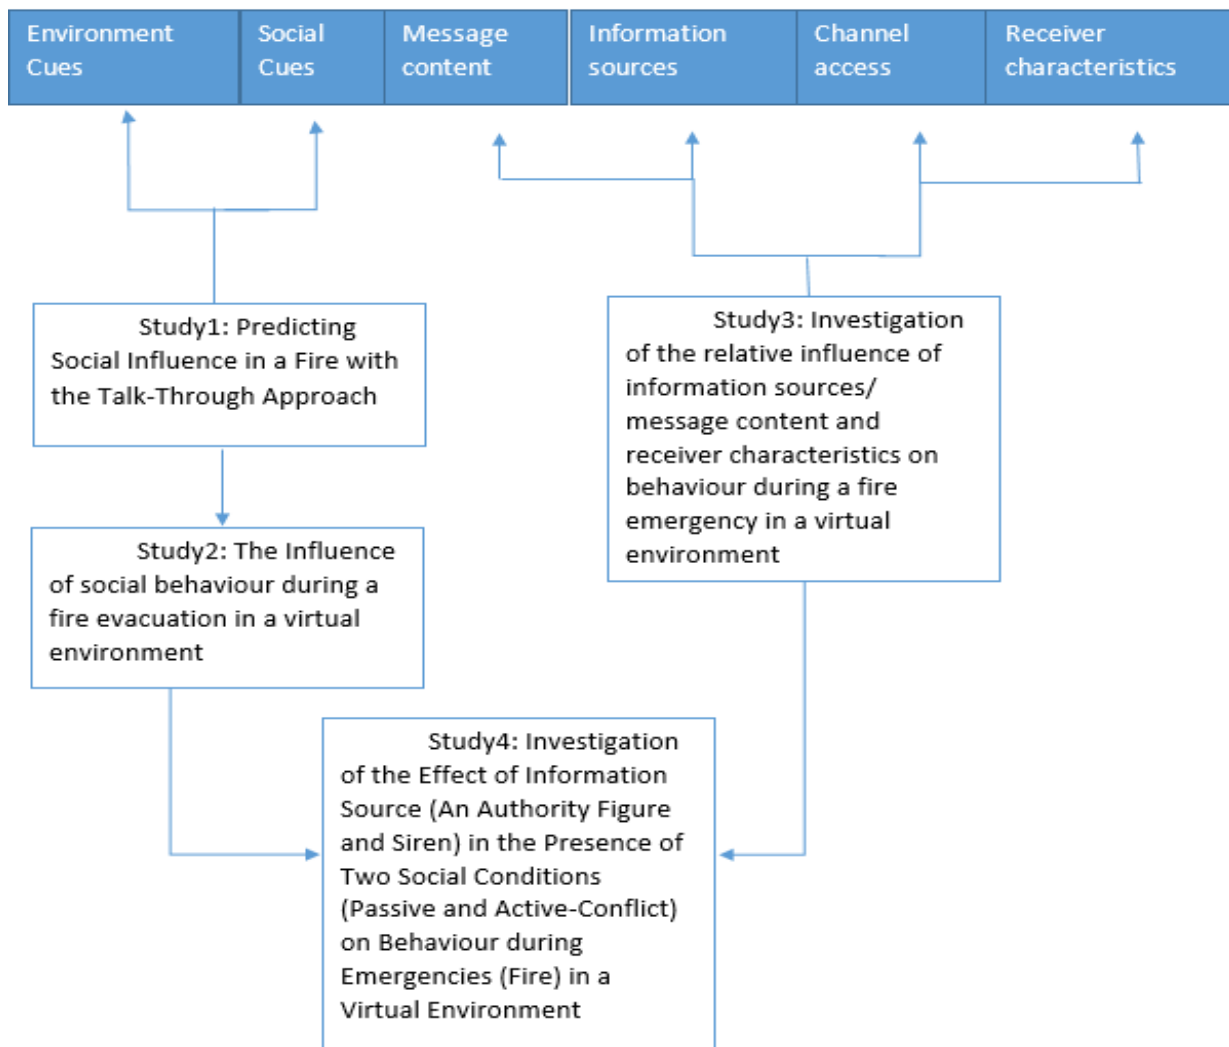 Environment
Cues
Social
Cues
Message
content
Information
sources
Channel
access
Receiver
characteristics
Study1: Predicting
Social Influence in a Fire with
the Talk-Through Approach
Study3: Investigation
of the relative influence of
information sources/
message content and
receiver characteristics on
behaviour during a fire
emergency in a virtual
environment
Study2: The Influence
of social behaviour during a
fire evacuation in a virtual
environment
Study4: Investigation
of the Effect of Information
Source (An Authority Figure
and Siren) in the Presence of
Two Social Conditions
(Passive and Active-Conflict)
on Behaviour during
Emergencies (Fire) in a
Virtual Environment